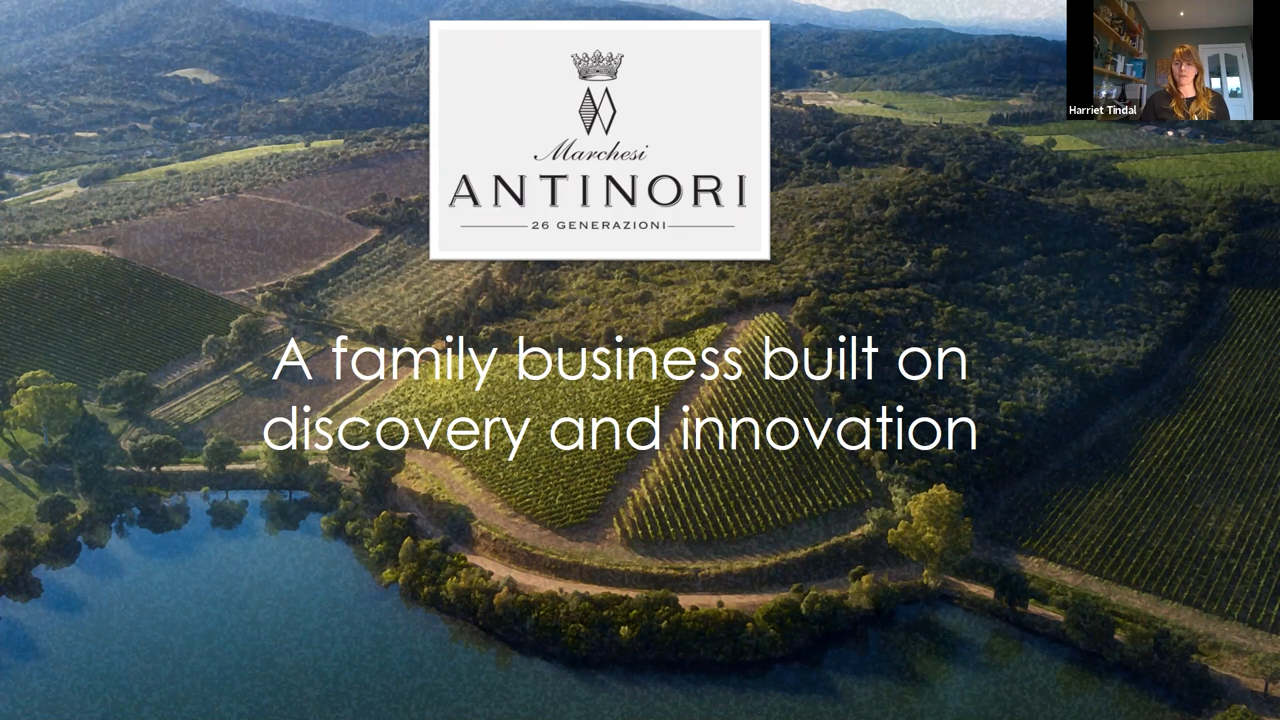 Marchesi
ANTINORI
26 GENERAZIONI
Harriet Tindal
A family business built on
discovery and innovation